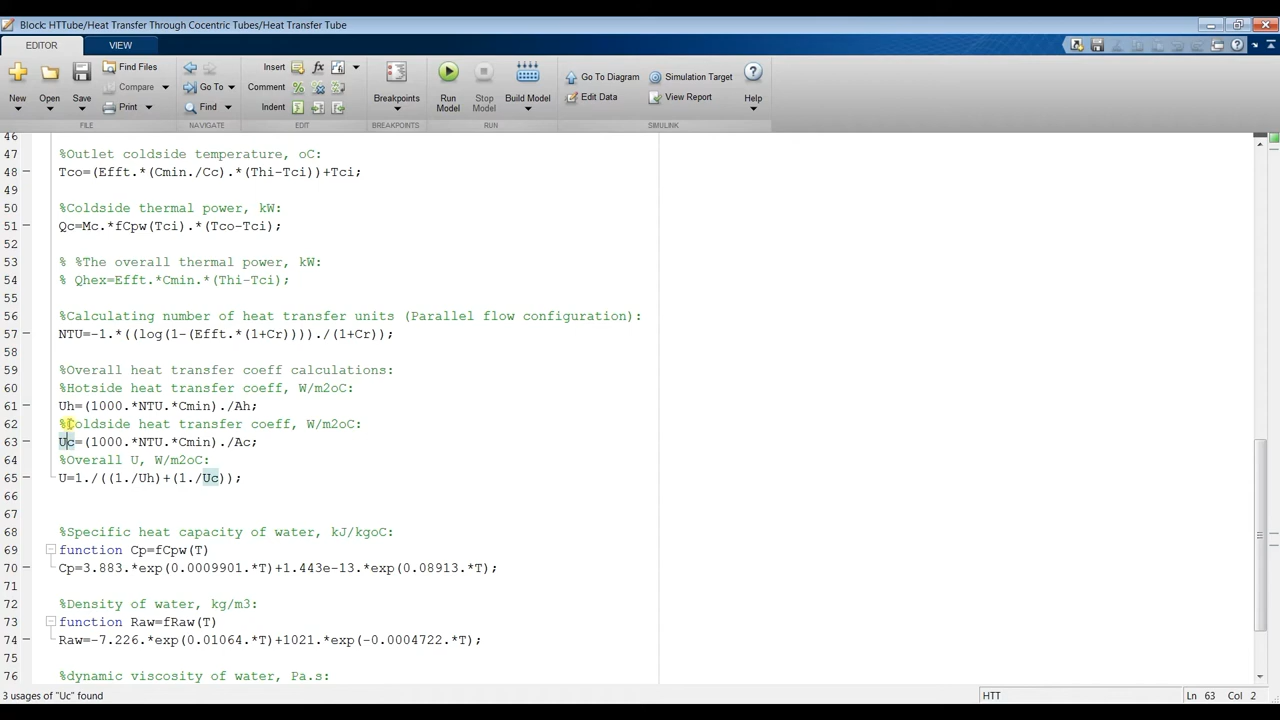 Block: HTTube/Heat Transfer Through Cocentric Tubes/Heat Transfer Tube
EDITOR VIEW
New Open Save Find Files Compare Print
Go To Find
Insert fx
Comment
Indent
Breakpoints
Run Model Stop Model Build Model
Go To Diagram Simulation Target
Edit Data View Report
Help
FILE NAVIGATE EDIT BREAKPOINTS RUN SIMULINK
46
47 %Outlet coldside temperature, oC:
48 Tco=(Efft.*(Cmin./Cc).*(Thi-Tci))+Tci;
49
50 %Coldside thermal power, kW:
51 Qc=Mc.*fCpw(Tci).*(Tco-Tci);
52
53 % %The overall thermal power, kW:
54 % Qhex=Efft.*Cmin.*(Thi-Tci);
55
56 %Calculating number of heat transfer units (Parallel flow configuration):
57 NTU=-1.*((log(1-(Efft.*(1+Cr))))./(1+Cr));
58
59 %Overall heat transfer coeff calculations:
60 %Hotside heat transfer coeff, W/m2oC:
61 Uh=(1000.*NTU.*Cmin)./Ah;
62 %Coldside heat transfer coeff, W/m2oC:
63 Uc=(1000.*NTU.*Cmin)./Ac;
64 %Overall U, W/m2oC:
65 U=1./((1./Uh)+(1./Uc));
66
67
68 %Specific heat capacity of water, kJ/kgoC:
69 function Cp=fCpw(T)
70 Cp=3.883.*exp(0.0009901.*T)+1.443e-13.*exp(0.08913.*T);
71
72 %Density of water, kg/m3:
73 function Raw=fRaw(T)
74 Raw=-7.226.*exp(0.01064.*T)+1021.*exp(-0.0004722.*T);
75
76 %dynamic viscosity of water, Pa.s:
3 usages of "Uc" found HTT Ln 63 Col 2